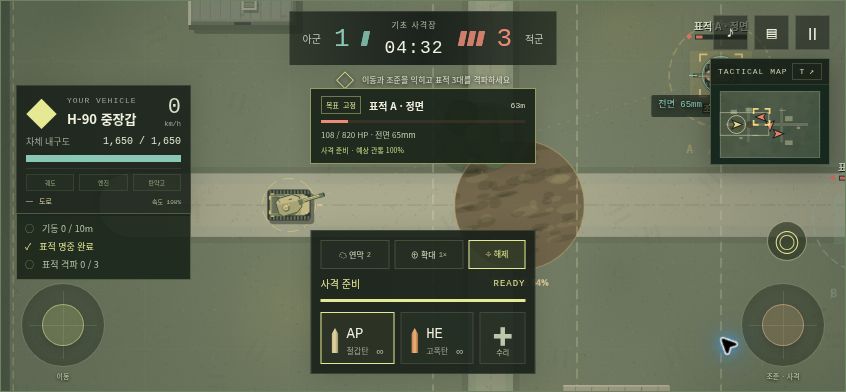 기초 사격장
아군 1 3 적군
04:32
이동과 조준을 익히고 표적 3대를 격파하세요
목표 고정 표적 A · 정면 63m
108 / 820 HP · 전면 65mm
사격 준비 · 예상 관통 100%
YOUR VEHICLE
H-90 중장갑
0
km/h
차체 내구도 1,650 / 1,650
궤도 엔진 탄약고
도로 속도 108%
기동 0 / 10m
✓ 표적 명중 완료
표적 격파 0 / 3
이동
연막 2
확대 1×
해제
사격 준비 READY
4%
AP
철갑탄 ∞
HE
고폭탄 ∞
수리
표적 A · 정면
TACTICAL MAP T ↗
전면 65mm
A
B
조준 · 사격